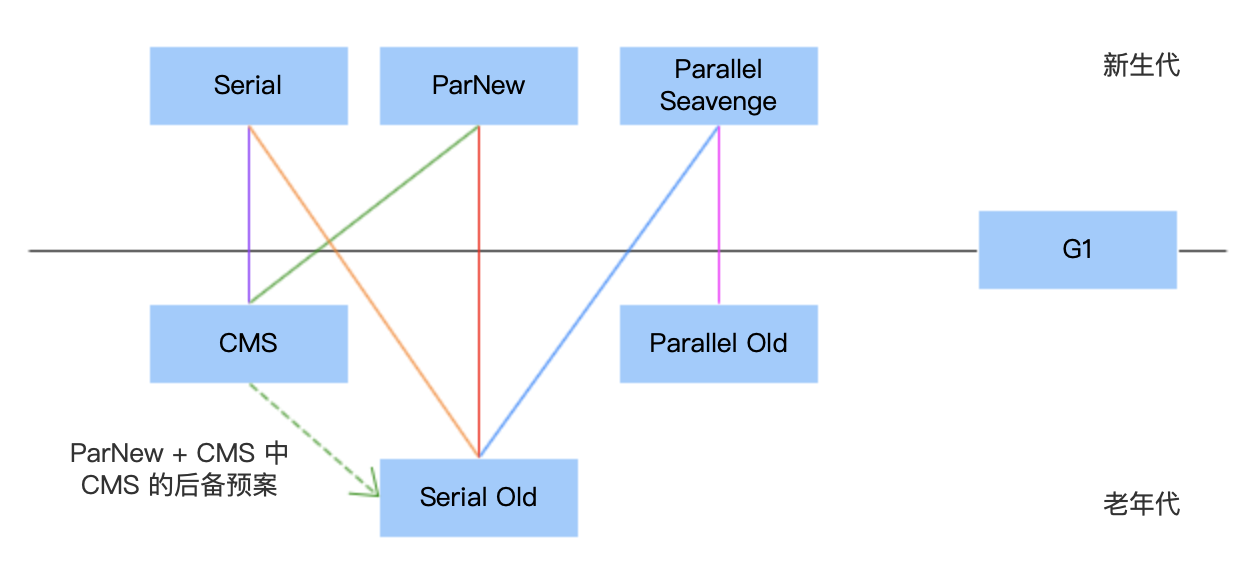 Serial
ParNew
Parallel
Seavenge
新生代
G1
CMS
Parallel Old
ParNew + CMS 中
CMS 的后备预案
Serial Old
老年代